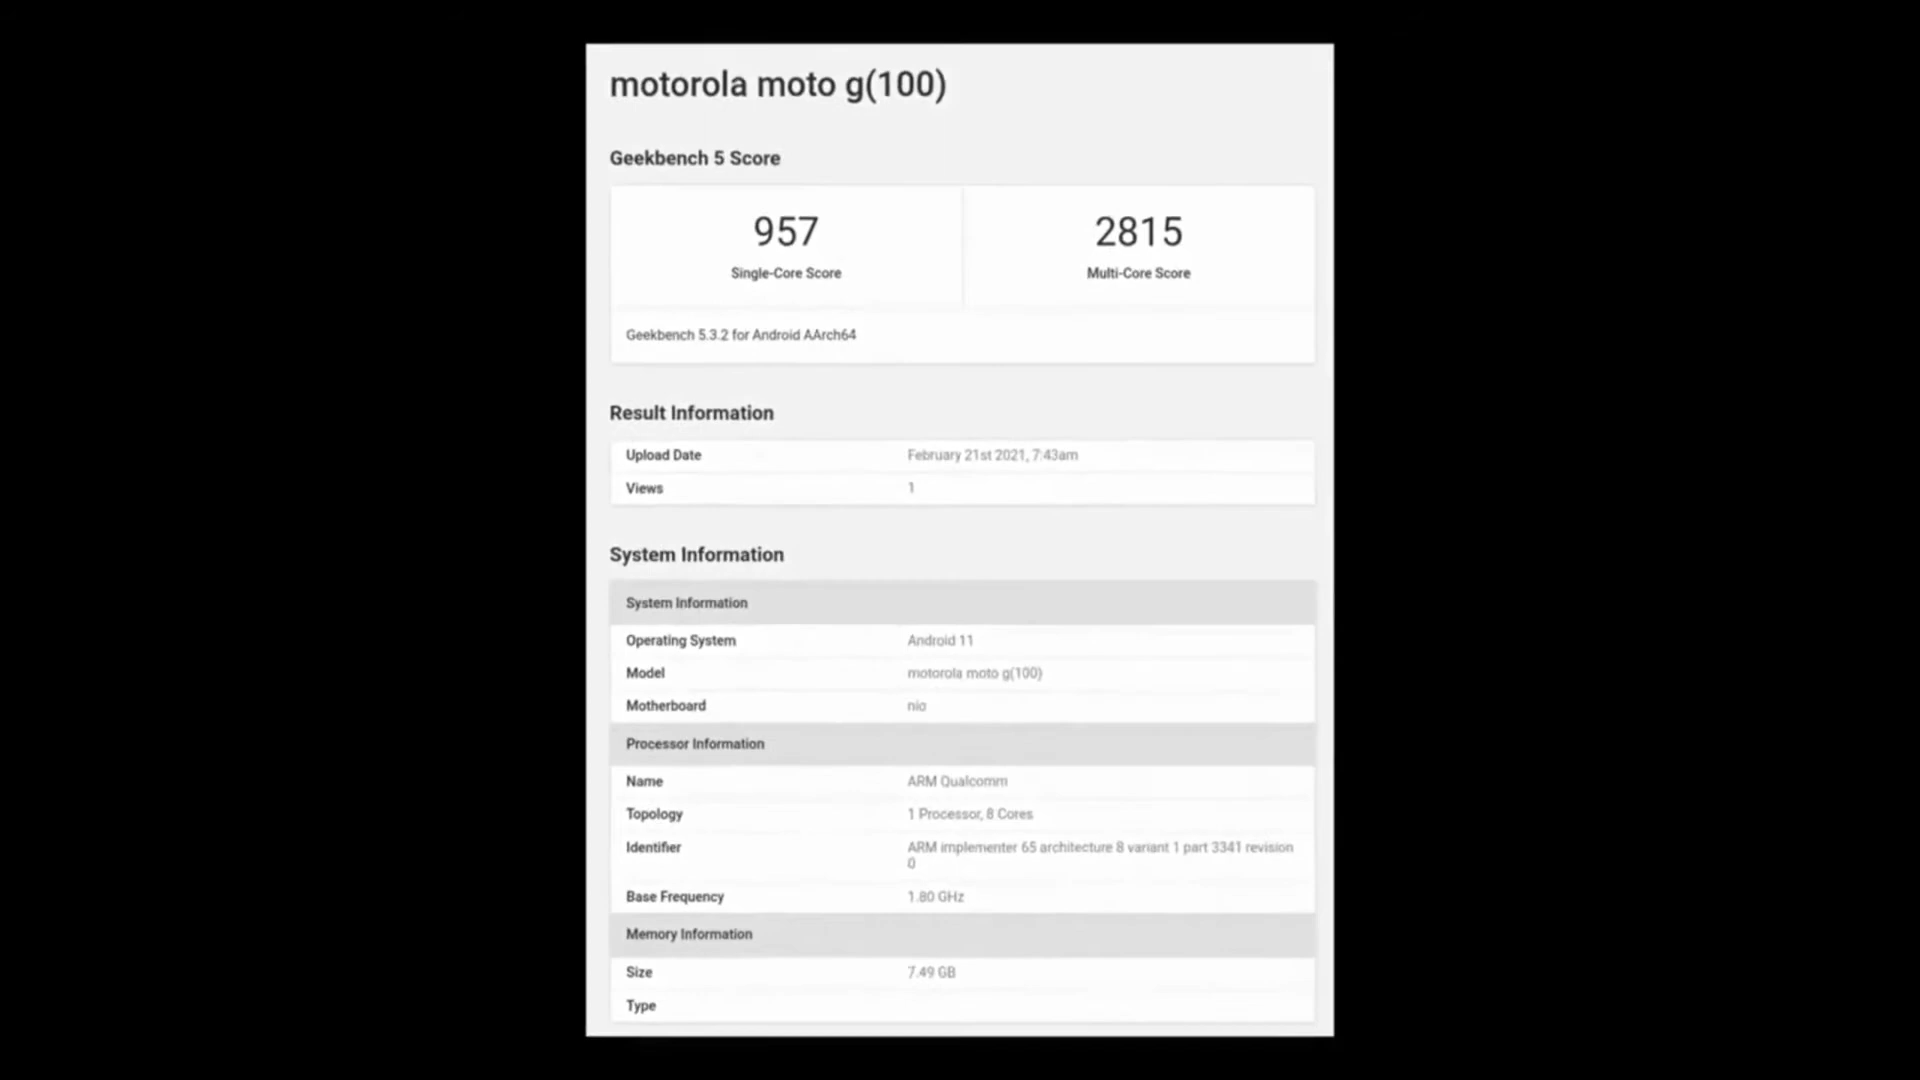 motorola moto g(100)
Geekbench 5 Score
957
Single-Core Score
2815
Multi-Core Score
Geekbench 5.3.2 for Android AArch64
Result Information
Upload Date February 21st 2021, 7:43am
Views 1
System Information
System Information
Operating System Android 11
Model motorola moto g(100)
Motherboard nio
Processor Information
Name ARM Qualcomm
Topology 1 Processor, 8 Cores
Identifier ARM implementer 65 architecture 8 variant 1 part 3341 revision
0
Base Frequency 1.80 GHz
Memory Information
Size 7.49 GB
Type